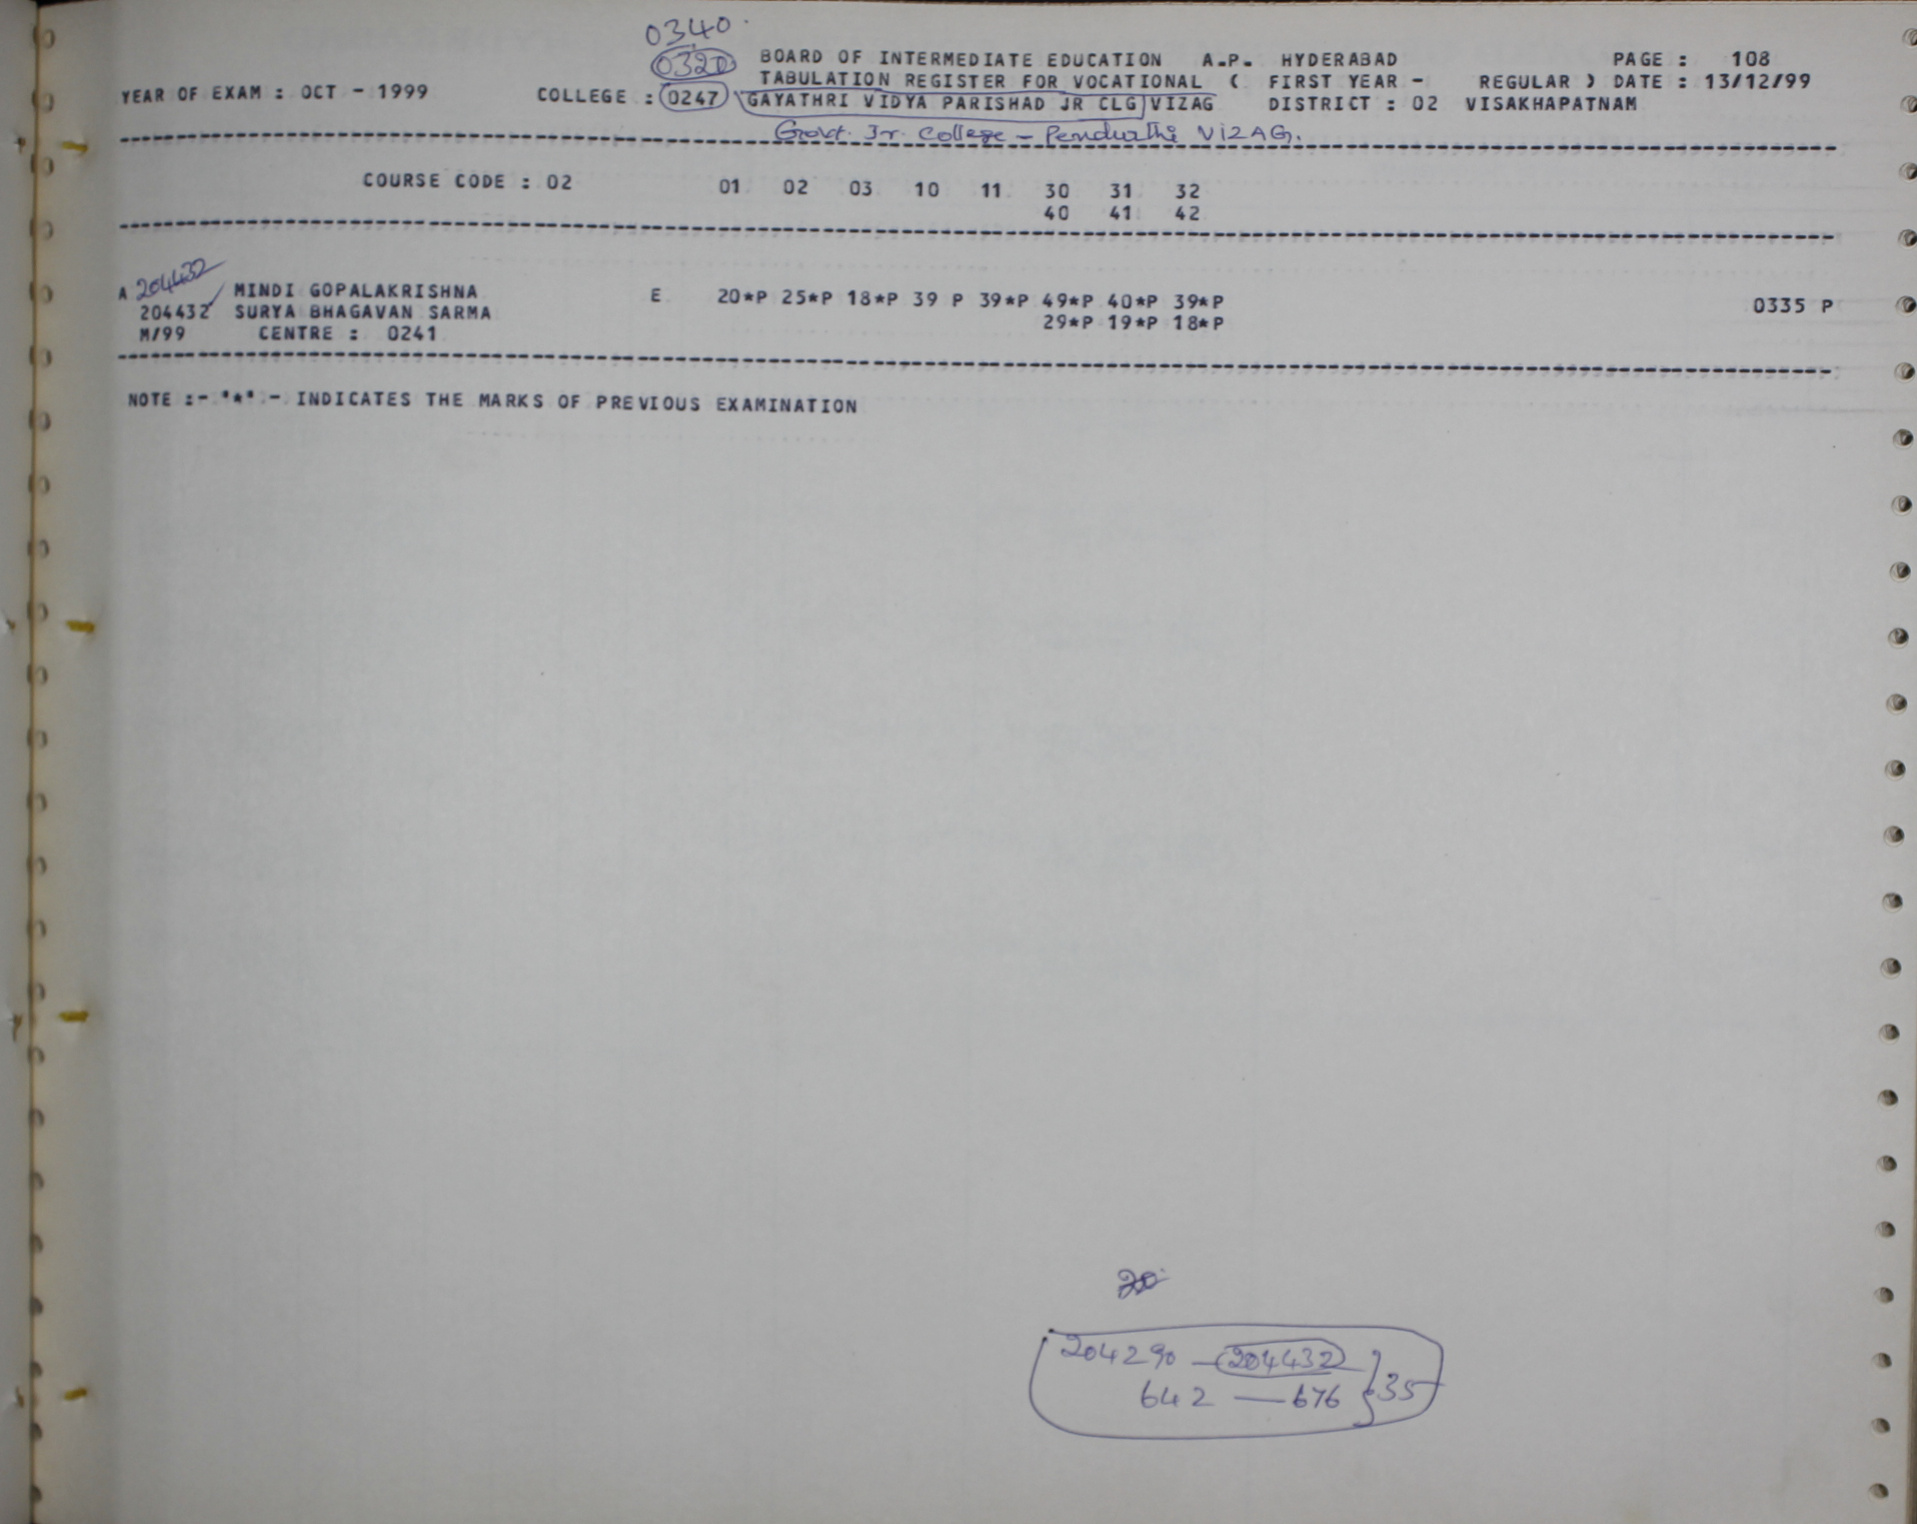 0340
0320 BOARD OF INTERMEDIATE EDUCATION A.P. HYDERABAD PAGE : 108
TABULATION REGISTER FOR VOCATIONAL ( FIRST YEAR - REGULAR ) DATE : 13/12/99
YEAR OF EXAM : OCT - 1999 COLLEGE : 0247 GAYATHRI VIDYA PARISHAD JR CLG VIZAG DISTRICT : 02 VISAKHAPATNAM
Govt. Jr. College - Pendurthi VIZAG.
COURSE CODE : 02 01 02 03 10 11 30 31 32
40 41 42
204432
A MINDI GOPALAKRISHNA E 20*P 25*P 18*P 39 P 39*P 49*P 40*P 39*P 0335 P
204432 SURYA BHAGAVAN SARMA 29*P 19*P 18*P
M/99 CENTRE : 0241
NOTE :- "*" - INDICATES THE MARKS OF PREVIOUS EXAMINATION
20
204290 - 204432
642 - 676 } 35